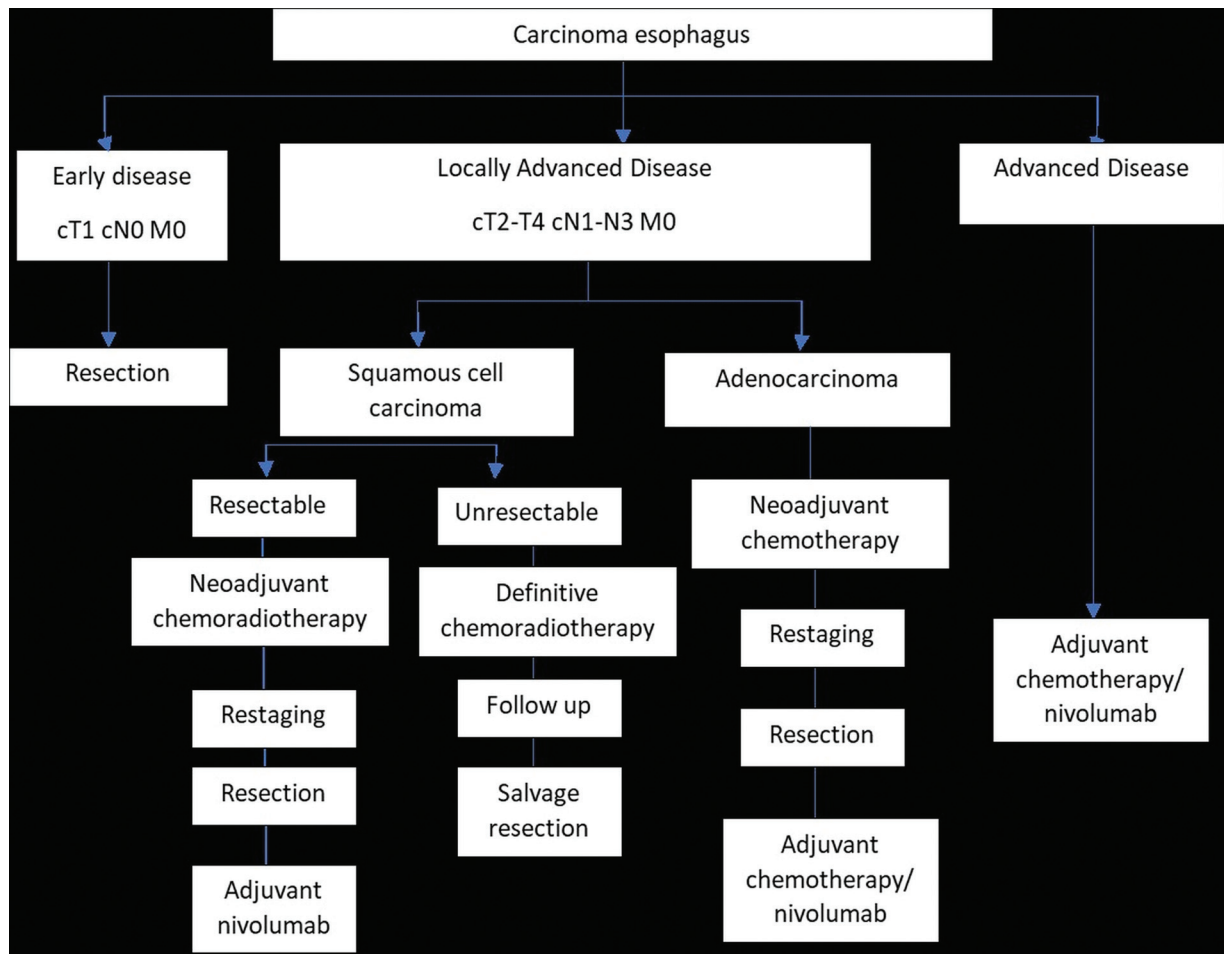 Carcinoma esophagus
Early disease
cT1 cN0 M0
Locally Advanced Disease
cT2-T4 cN1-N3 M0
Advanced Disease
Resection
Squamous cell
carcinoma
Adenocarcinoma
Resectable
Neoadjuvant
chemoradiotherapy
Restaging
Resection
Adjuvant
nivolumab
Unresectable
Definitive
chemoradiotherapy
Follow up
Salvage
resection
Neoadjuvant
chemotherapy
Restaging
Resection
Adjuvant
chemotherapy/
nivolumab
Adjuvant
chemotherapy/
nivolumab